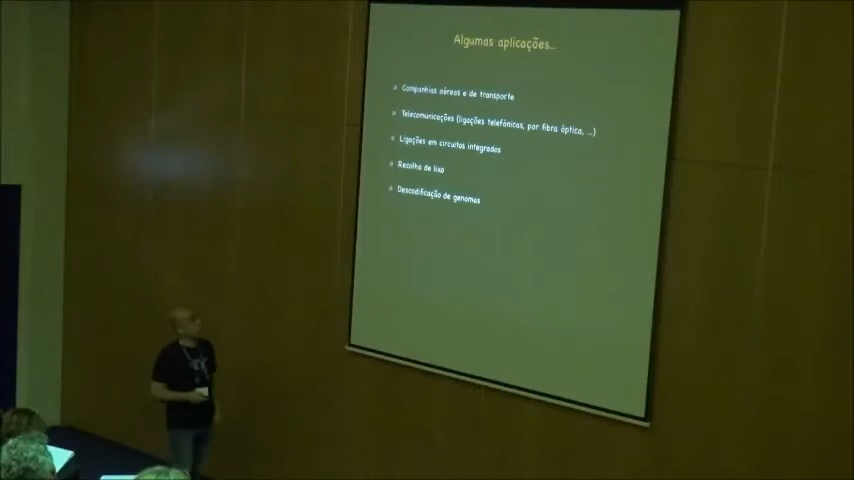 Algumas aplicações...
Companhias aéreas e de transporte
Telecomunicações (ligações telefónicas, por fibra óptica, ...)
Ligações em circuitos integrados
Recolha de lixo
Descodificação de genomas